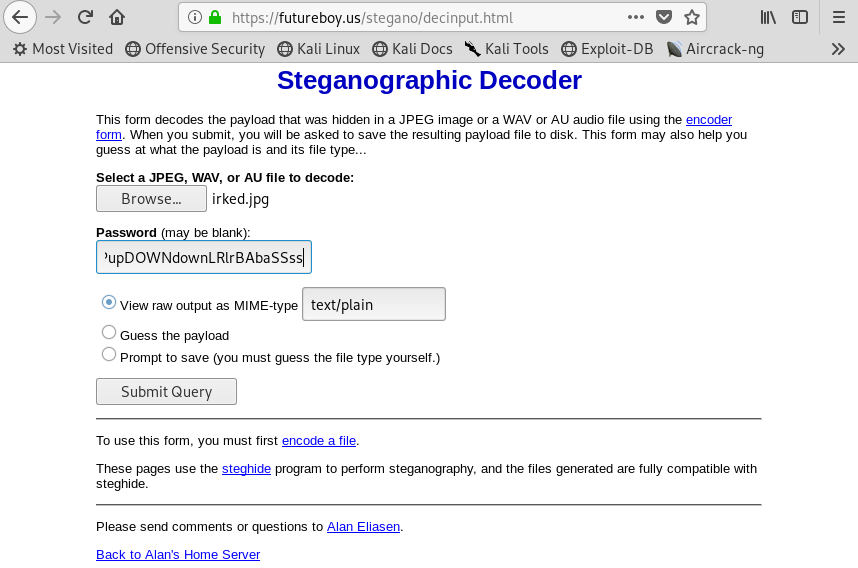 https://futureboy.us/stegano/decinput.html
Most Visited Offensive Security Kali Linux Kali Docs Kali Tools Exploit-DB Aircrack-ng
Steganographic Decoder
This form decodes the payload that was hidden in a JPEG image or a WAV or AU audio file using the encoder
form. When you submit, you will be asked to save the resulting payload file to disk. This form may also help you
guess at what the payload is and its file type...
Select a JPEG, WAV, or AU file to decode:
Browse... irked.jpg
Password (may be blank):
upDOWNdownLRlrBAbaSSss
View raw output as MIME-type text/plain
Guess the payload
Prompt to save (you must guess the file type yourself.)
Submit Query
To use this form, you must first encode a file.
These pages use the steghide program to perform steganography, and the files generated are fully compatible with
steghide.
Please send comments or questions to Alan Eliasen.
Back to Alan's Home Server